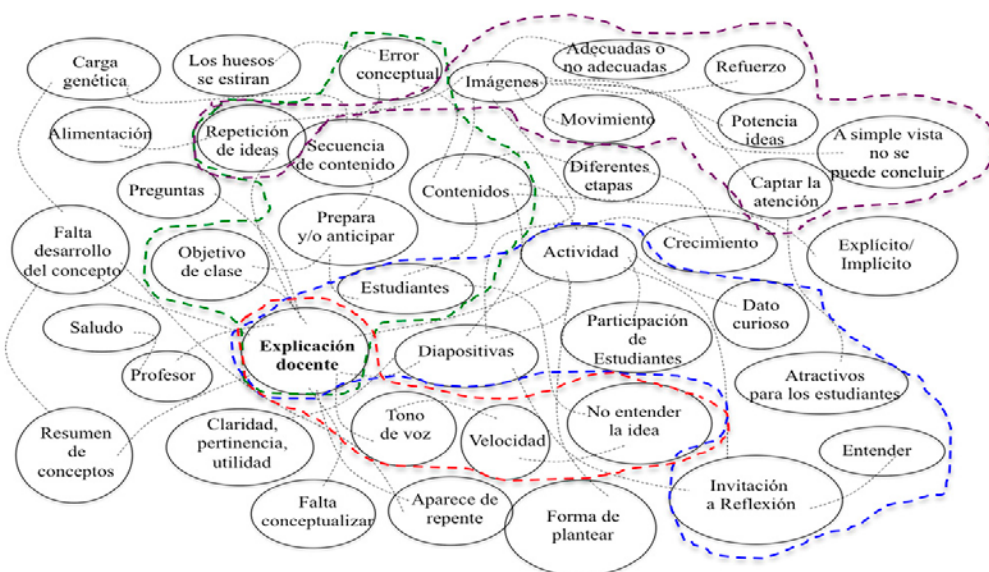 Carga
genética
Los huesos
se estiran
Error
conceptual
Imágenes
Adecuadas o
no adecuadas
Refuerzo
Alimentación
Repetición
de ideas
Secuencia
de contenido
Movimiento
Potencia
ideas
A simple vista
no se
puede concluir
Preguntas
Contenidos
Diferentes
etapas
Captar la
atención
Falta
desarrollo
del concepto
Objetivo
de clase
Prepara
y/o anticipar
Actividad
Crecimiento
Explícito/
Implícito
Estudiantes
Saludo
Explicación
docente
Diapositivas
Participación
de
Estudiantes
Dato
curioso
Profesor
Atractivos
para los estudiantes
Resumen
de
conceptos
Claridad,
pertinencia,
utilidad
Tono
de voz
Velocidad
No entender
la idea
Entender
Falta
conceptualizar
Aparece de
repente
Forma de
plantear
Invitación
a Reflexión